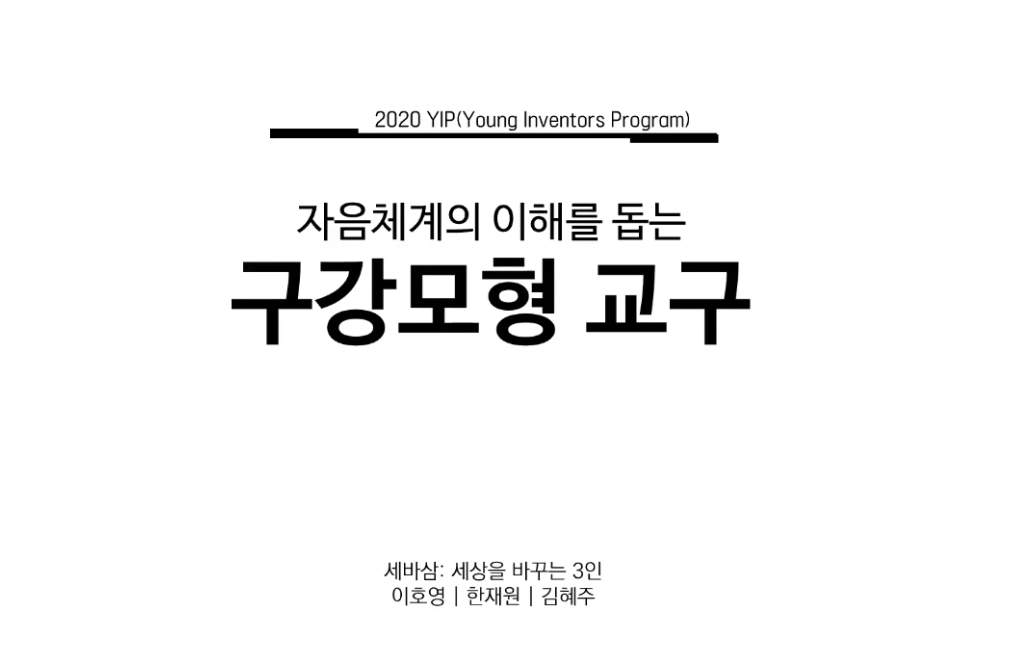 2020 YIP(Young Inventors Program)
자음체계의 이해를 돕는
구강모형 교구
세바삼: 세상을 바꾸는 3인
이호영 | 한재원 | 김혜주